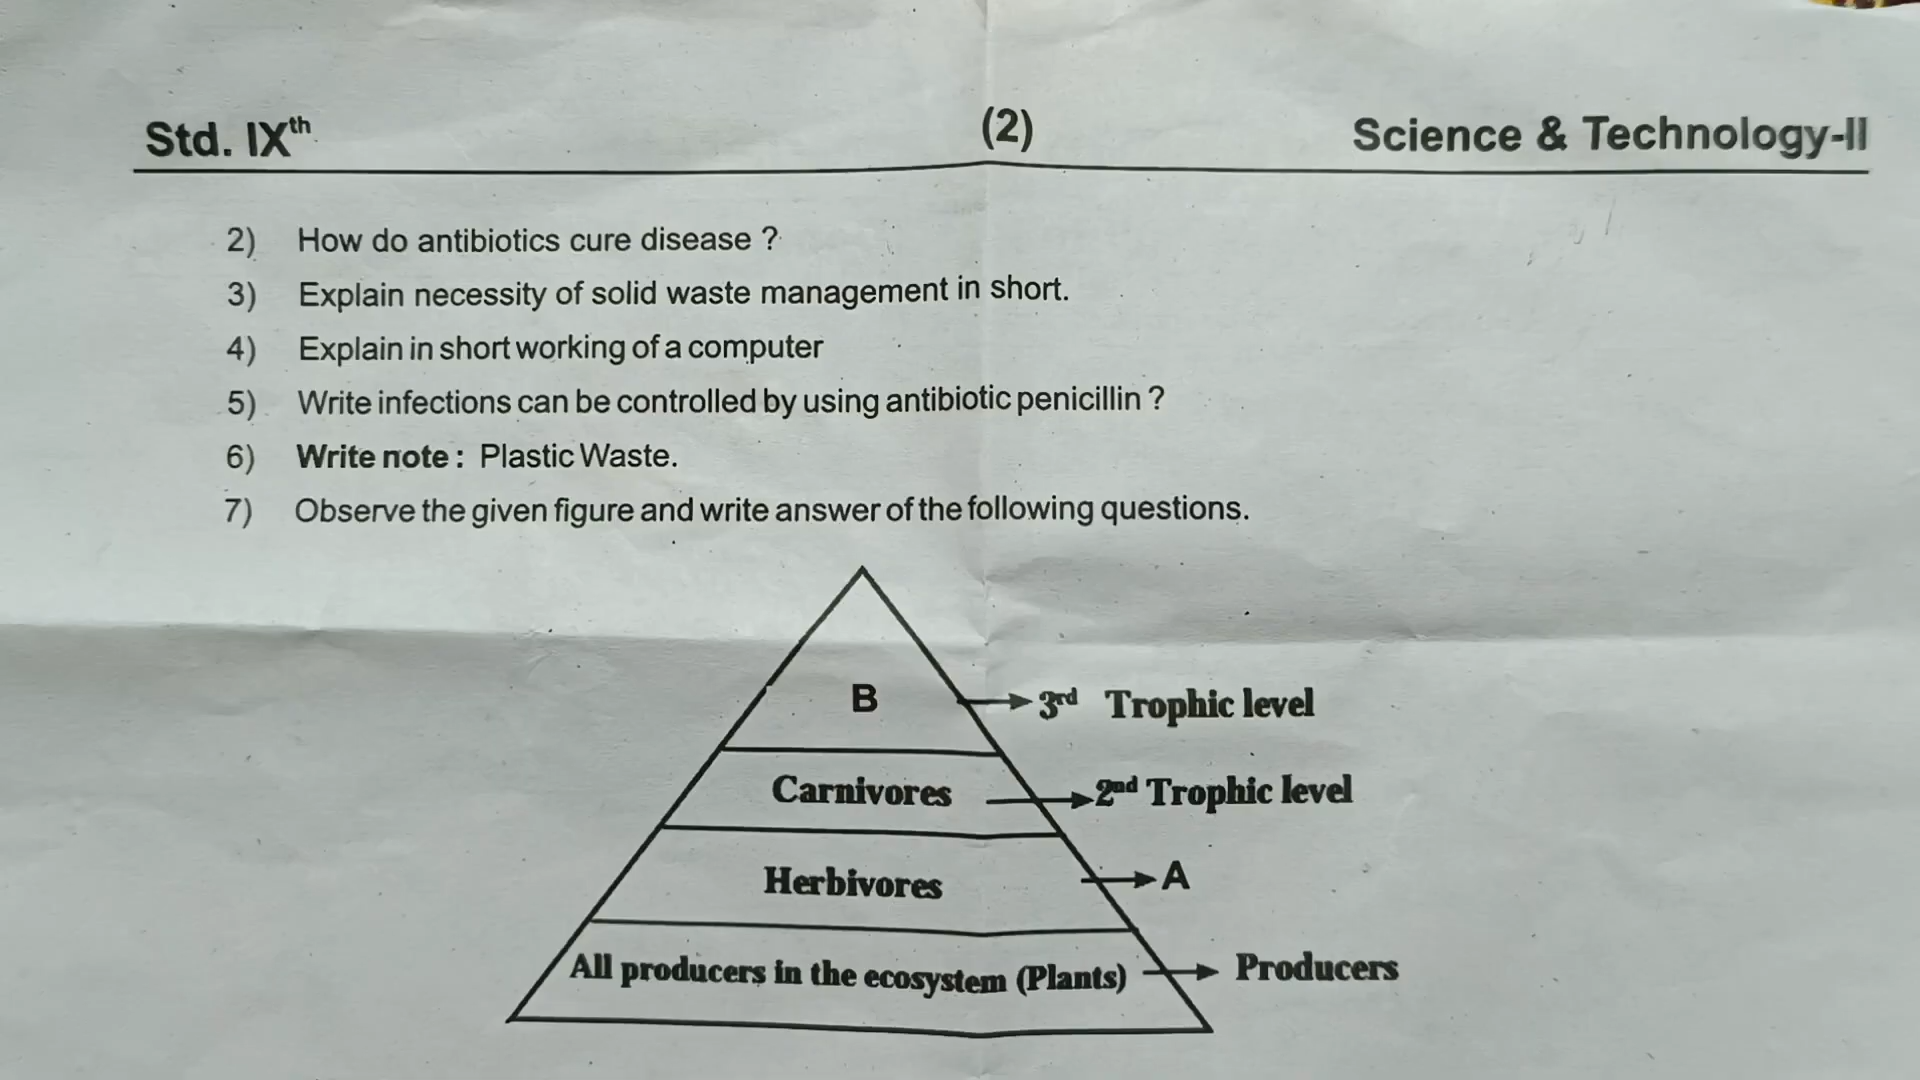 Std. IXth (2) Science & Technology-II
2) How do antibiotics cure disease ?
3) Explain necessity of solid waste management in short.
4) Explain in short working of a computer
5) Write infections can be controlled by using antibiotic penicillin ?
6) Write note : Plastic Waste.
7) Observe the given figure and write answer of the following questions.
B → 3rd Trophic level
Carnivores → 2nd Trophic level
Herbivores → A
All producers in the ecosystem (Plants) → Producers